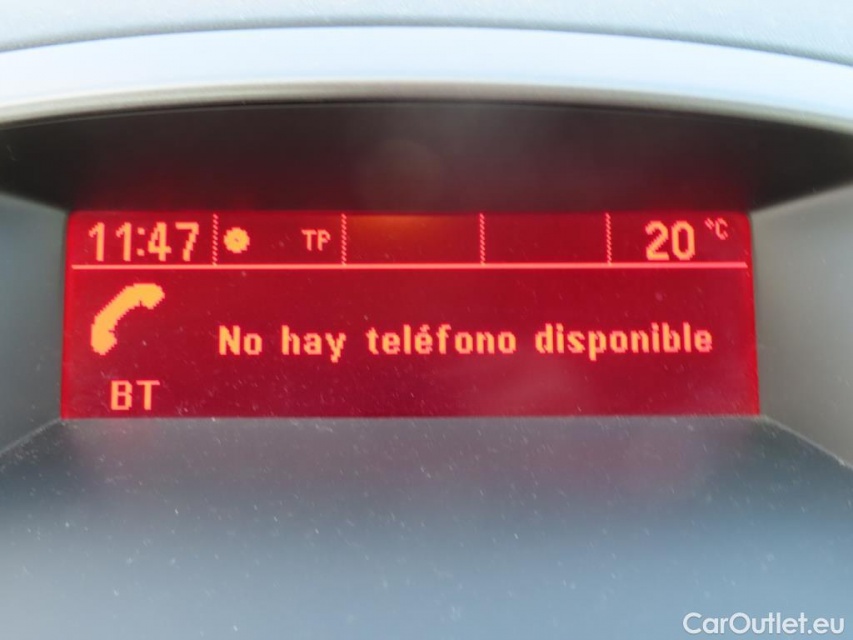 11:47 TP 20 °C
No hay teléfono disponible
BT
CarOutlet.eu